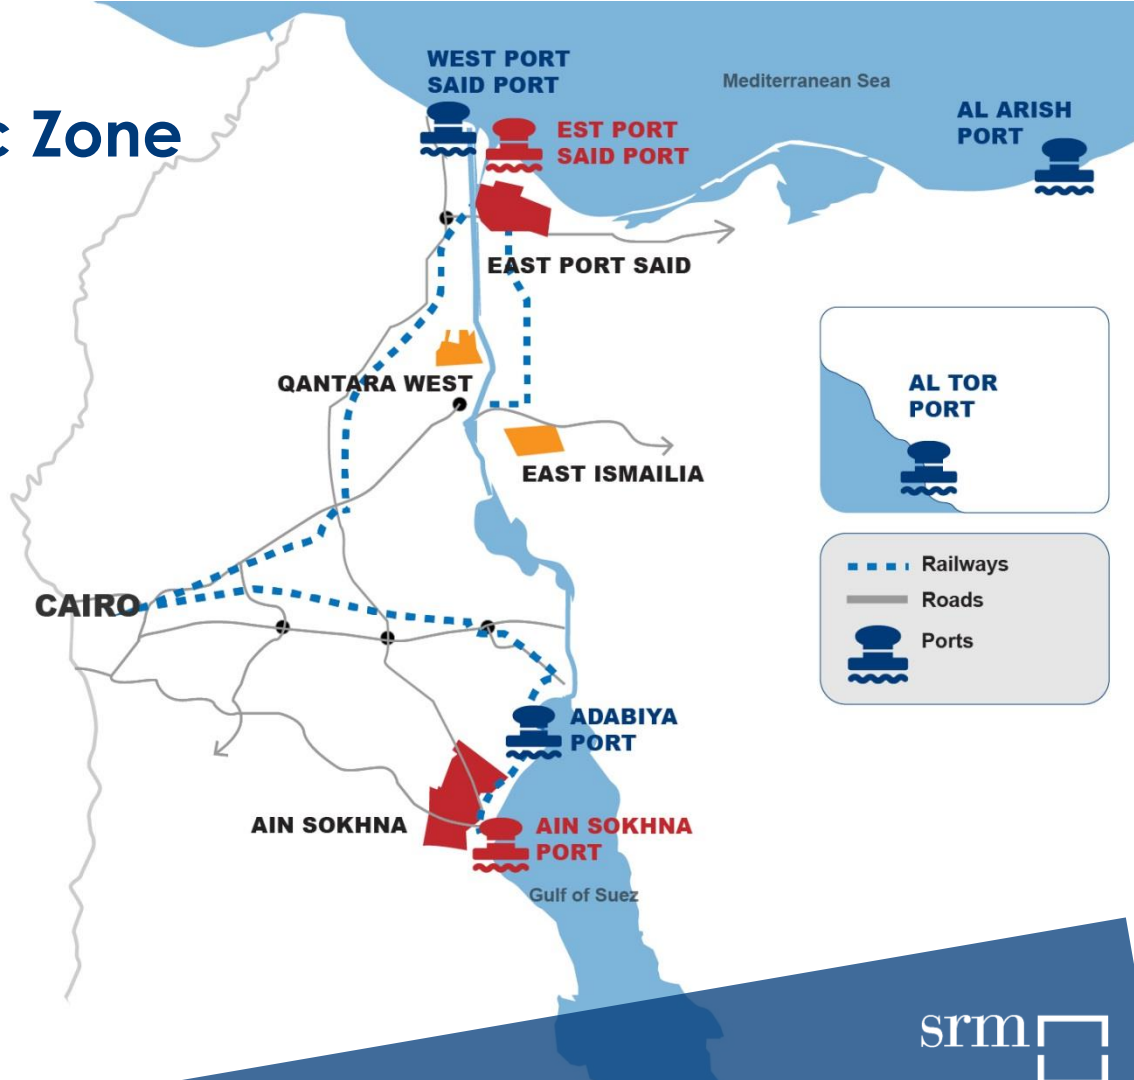 c Zone
WEST PORT
SAID PORT
Mediterranean Sea
AL ARISH
PORT
EST PORT
SAID PORT
EAST PORT SAID
QANTARA WEST
AL TOR
PORT
EAST ISMAILIA
Railways
Roads
Ports
CAIRO
ADABIYA
PORT
AIN SOKHNA
AIN SOKHNA
PORT
Gulf of Suez
srm